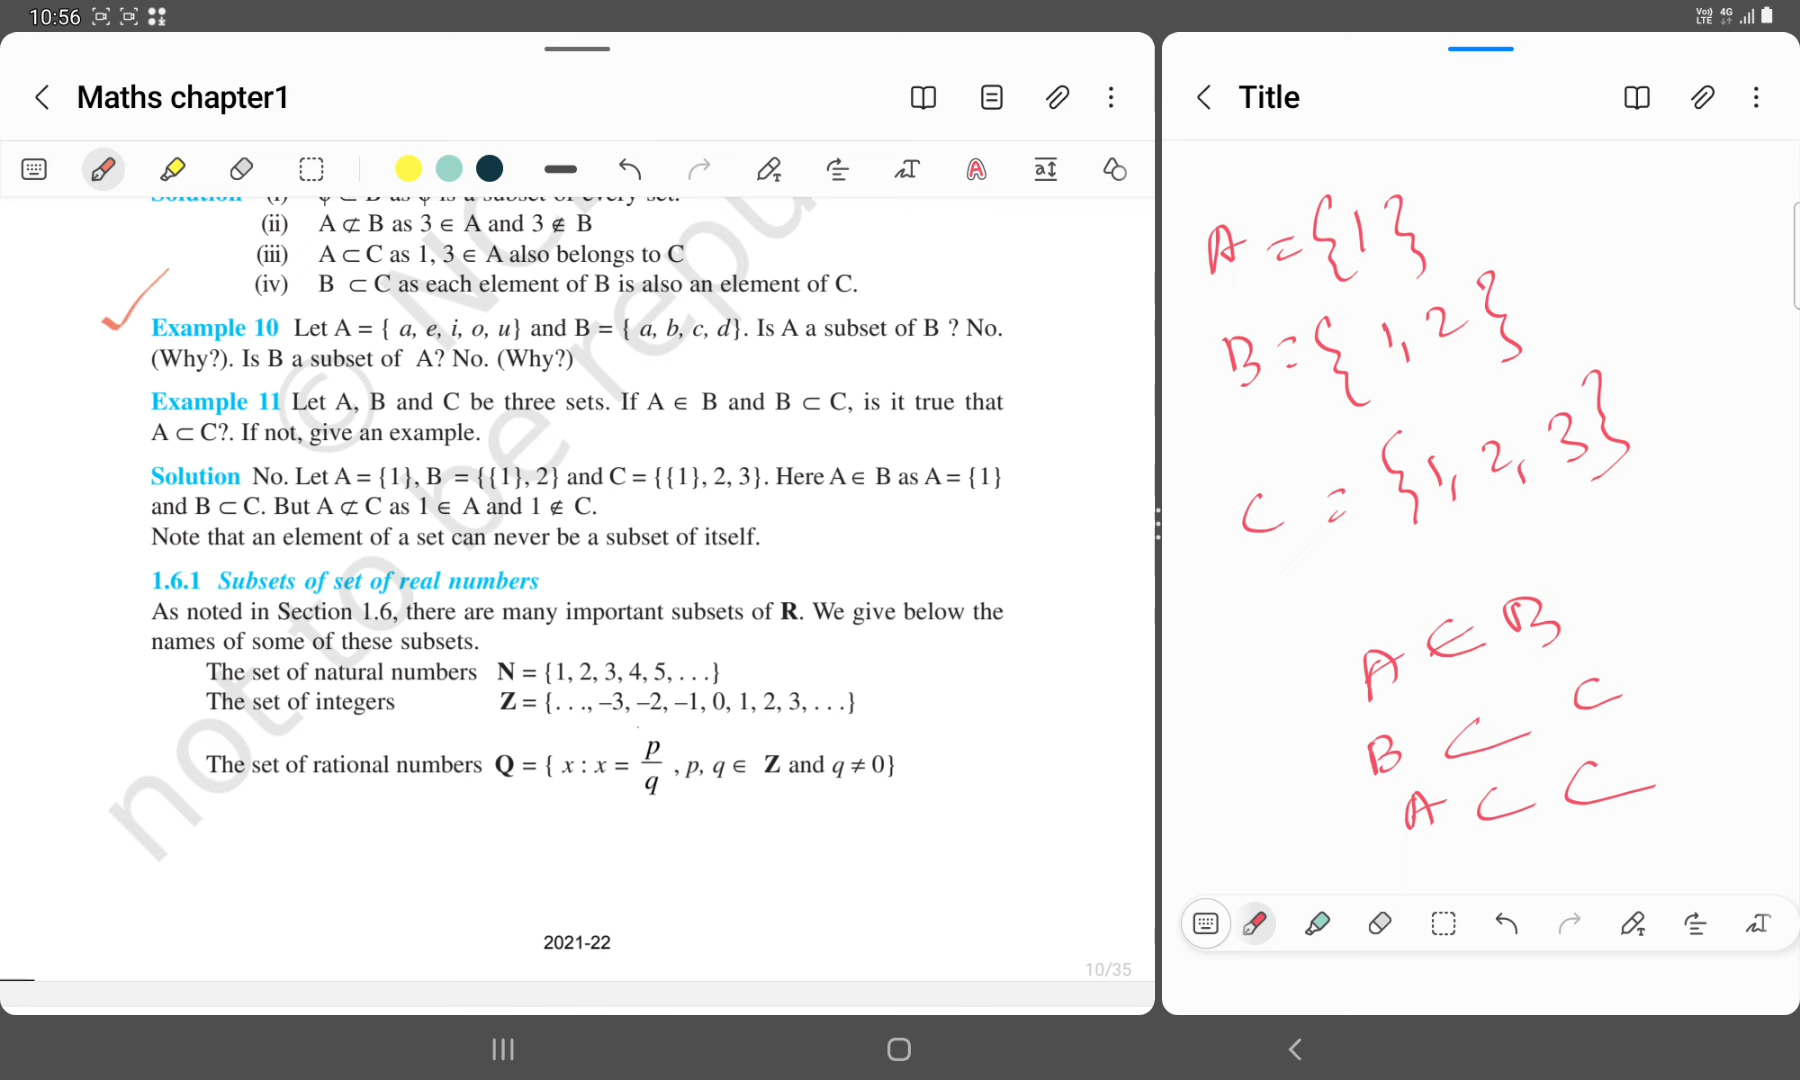 10:56
Vo)) LTE 4G
Maths chapter1
(ii) A ⊄ B as 3 ∈ A and 3 ∉ B
(iii) A ⊂ C as 1, 3 ∈ A also belongs to C
(iv) B ⊂ C as each element of B is also an element of C.
Example 10 Let A = { a, e, i, o, u} and B = { a, b, c, d}. Is A a subset of B ? No.
(Why?). Is B a subset of A? No. (Why?)
Example 11 Let A, B and C be three sets. If A ∈ B and B ⊂ C, is it true that
A ⊂ C?. If not, give an example.
Solution No. Let A = {1}, B = {{1}, 2} and C = {{1}, 2, 3}. Here A ∈ B as A = {1}
and B ⊂ C. But A ⊄ C as 1 ∈ A and 1 ∉ C.
Note that an element of a set can never be a subset of itself.
1.6.1 Subsets of set of real numbers
As noted in Section 1.6, there are many important subsets of R. We give below the
names of some of these subsets.
The set of natural numbers N = {1, 2, 3, 4, 5, . . .}
The set of integers Z = {. . ., –3, –2, –1, 0, 1, 2, 3, . . .}
The set of rational numbers Q = { x : x = p/q , p, q ∈ Z and q ≠ 0}
2021-22
10/35
not to be repu
© NC
Title
A = {1}
B = {1, 2}
C = {1, 2, 3}
A ∈ B
B ⊂ C
A ⊂ C